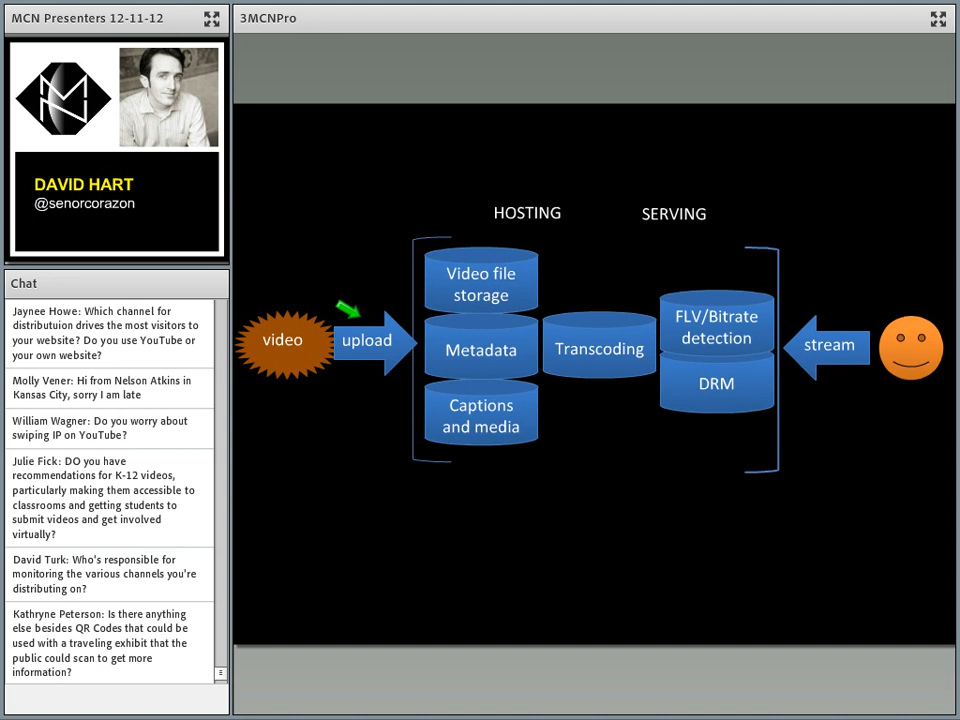 MCN Presenters 12-11-12
DAVID HART
@senorcorazon
Chat
Jaynee Howe: Which channel for
distributuion drives the most visitors to
your website? Do you use YouTube or
your own website?
Molly Vener: Hi from Nelson Atkins in
Kansas City, sorry I am late
William Wagner: Do you worry about
swiping IP on YouTube?
Julie Fick: DO you have
recommendations for K-12 videos,
particularly making them accessible to
classrooms and getting students to
submit videos and get involved
virtually?
David Turk: Who's responsible for
monitoring the various channels you're
distributing on?
Kathryne Peterson: Is there anything
else besides QR Codes that could be
used with a traveling exhibit that the
public could scan to get more
information?
3MCNPro
HOSTING
SERVING
video
upload
Video file
storage
Metadata
Captions
and media
Transcoding
FLV/Bitrate
detection
DRM
stream